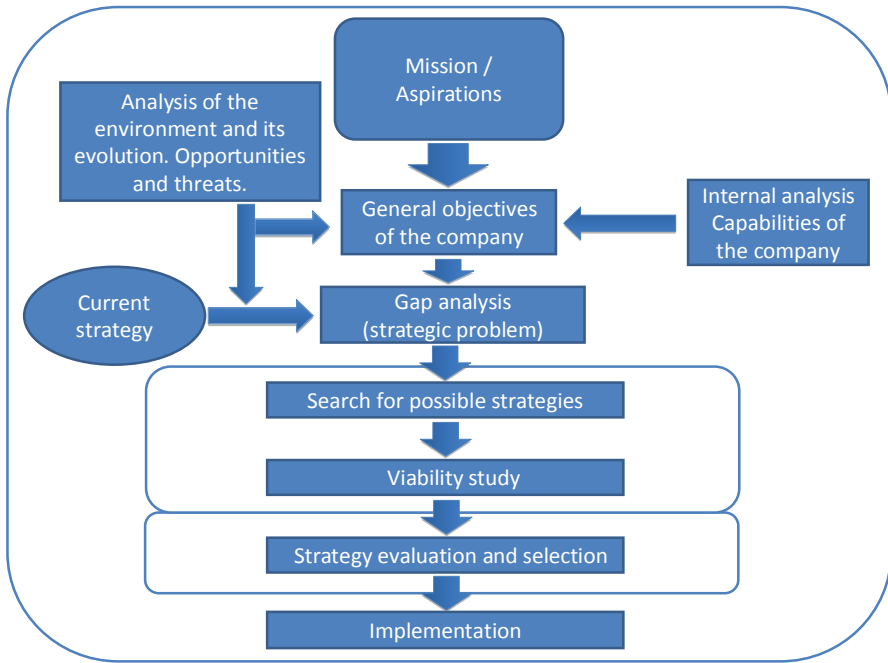 Mission /
Aspirations
Analysis of the
environment and its
evolution. Opportunities
and threats.
General objectives
of the company
Internal analysis
Capabilities of
the company
Current
strategy
Gap analysis
(strategic problem)
Search for possible strategies
Viability study
Strategy evaluation and selection
Implementation